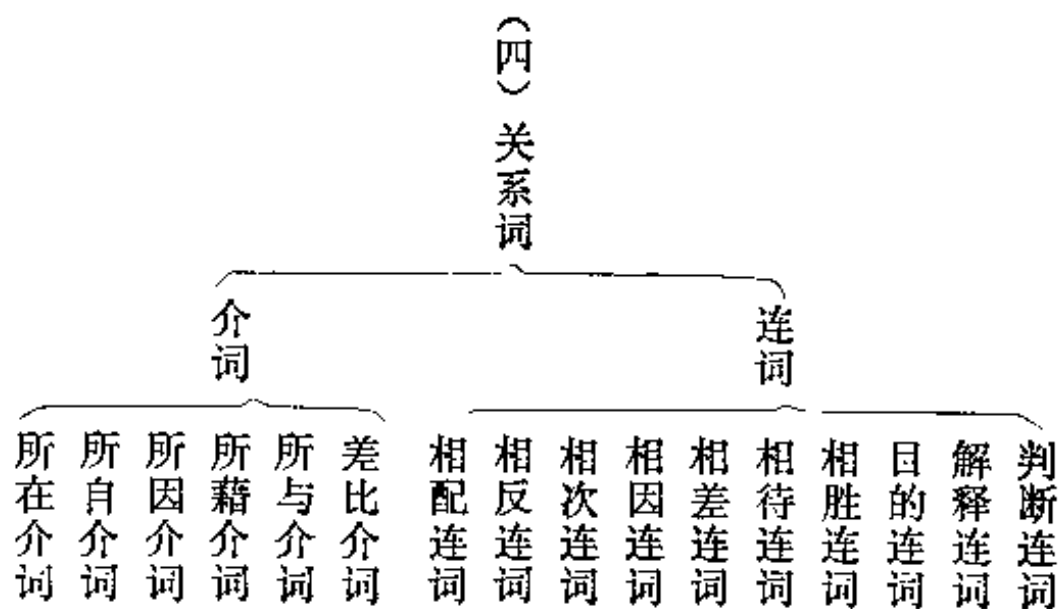 （四）关系词
介词
连词
所在介词
所自介词
所因介词
所藉介词
所与介词
差比介词
相配连词
相反连词
相次连词
相因连词
相差连词
相待连词
相胜连词
目的连词
解释连词
判断连词